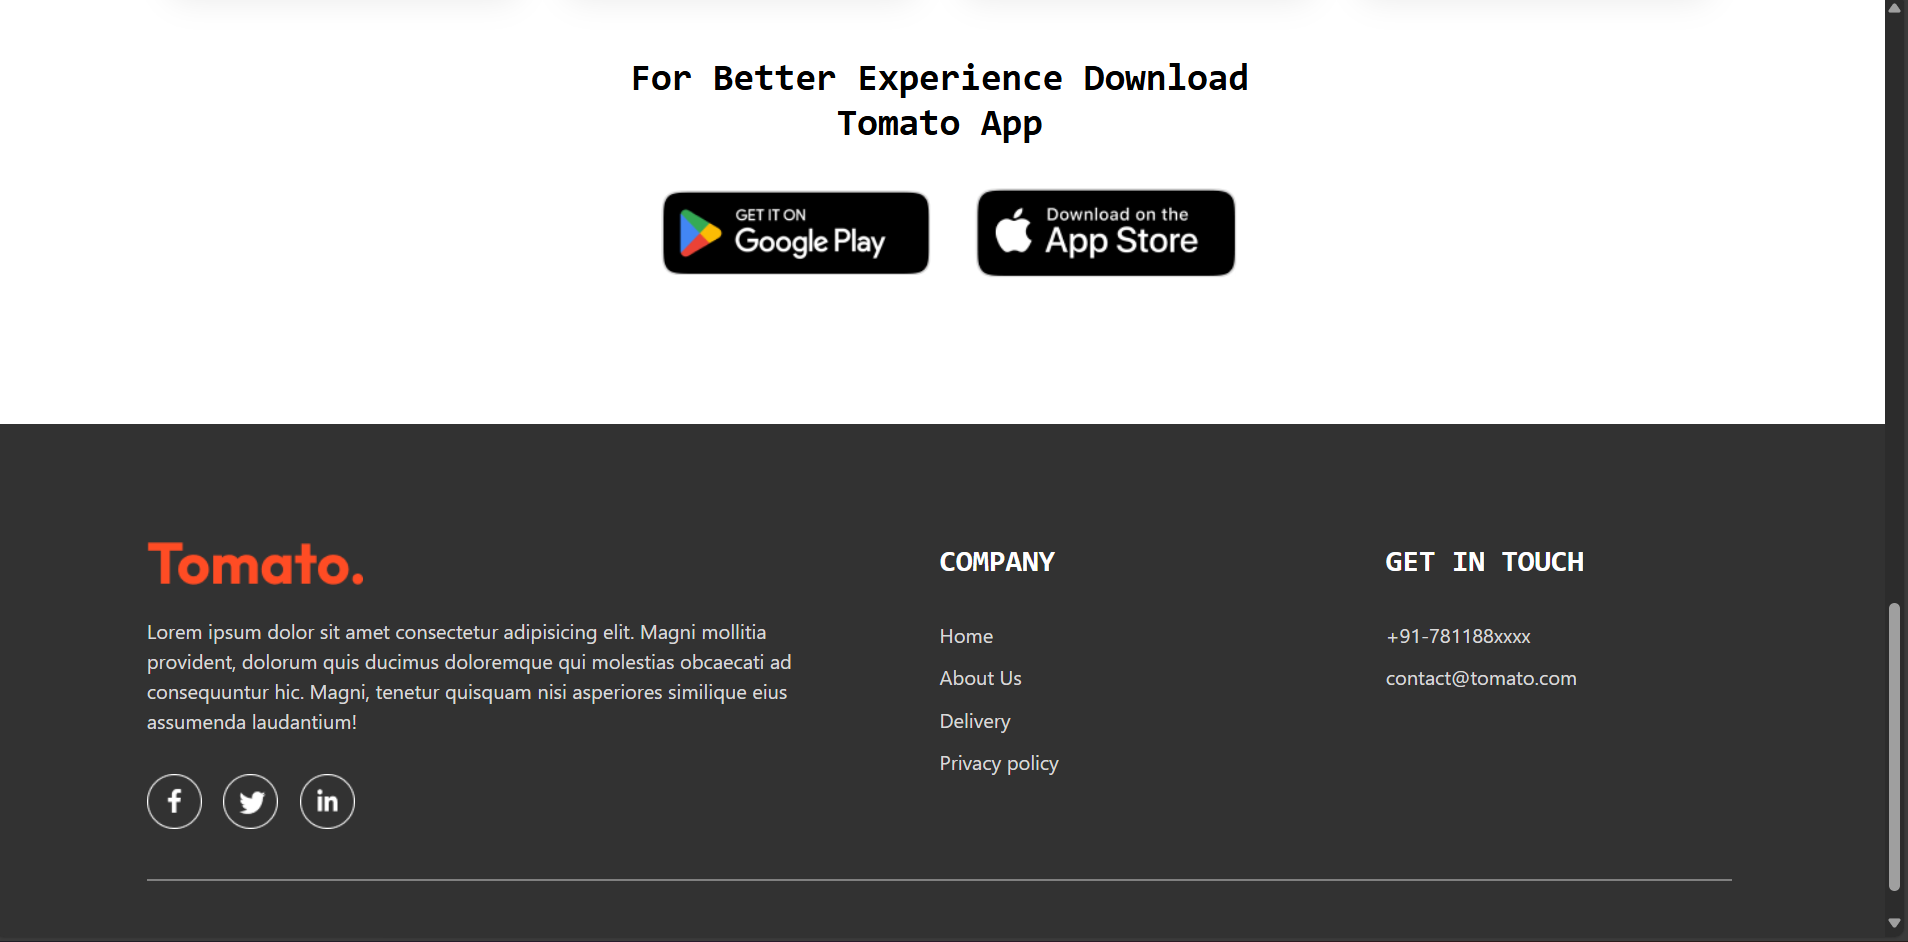 For Better Experience Download
Tomato App
GET IT ON
Google Play
Download on the
App Store
Tomato.
Lorem ipsum dolor sit amet consectetur adipisicing elit. Magni mollitia
provident, dolorum quis ducimus doloremque qui molestias obcaecati ad
consequuntur hic. Magni, tenetur quisquam nisi asperiores similique eius
assumenda laudantium!
COMPANY
Home
About Us
Delivery
Privacy policy
GET IN TOUCH
+91-781188xxxx
contact@tomato.com